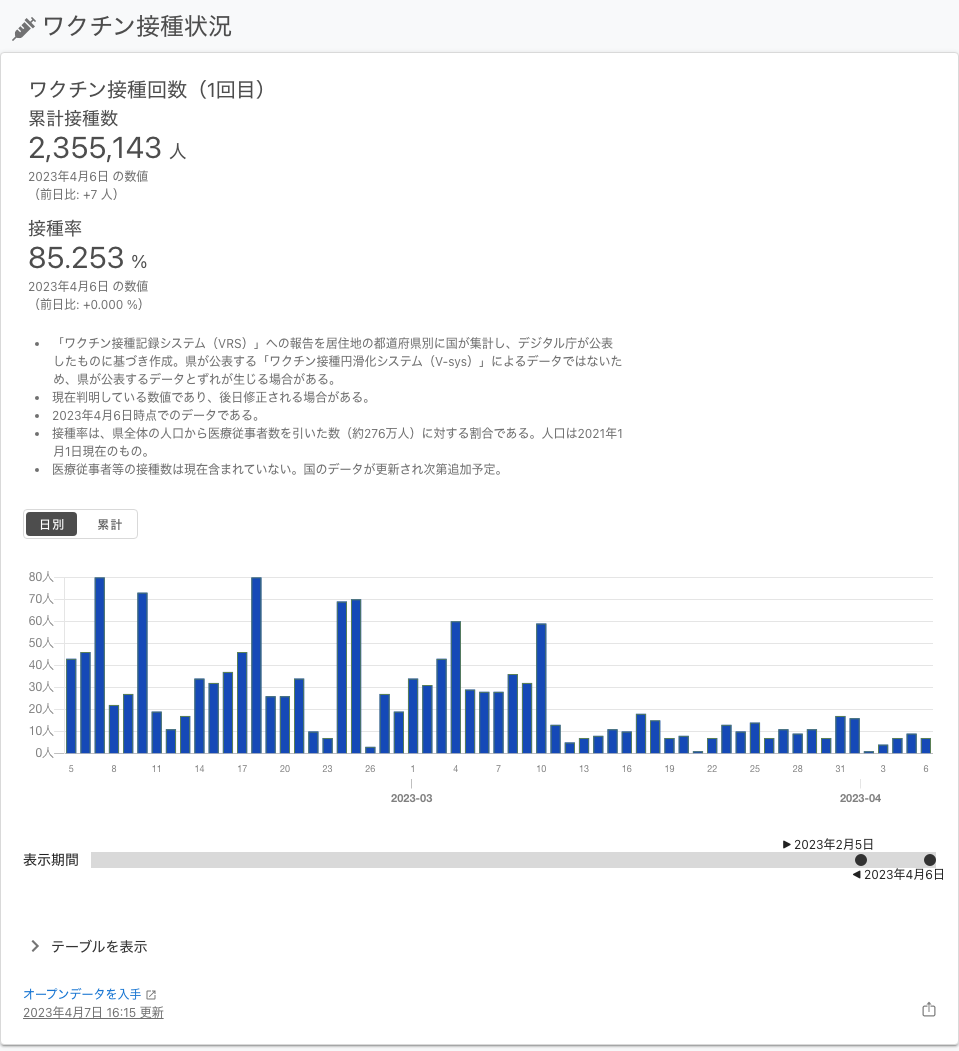 ワクチン接種状況
ワクチン接種回数（1回目）
累計接種数
2,355,143 人
2023年4月6日 の数値
（前日比: +7 人）
接種率
85.253 %
2023年4月6日 の数値
（前日比: +0.000 %）
• 「ワクチン接種記録システム（VRS）」への報告を居住地の都道府県別に国が集計し、デジタル庁が公表
したものに基づき作成。県が公表する「ワクチン接種円滑化システム（V-sys）」によるデータではないた
め、県が公表するデータとずれが生じる場合がある。
• 現在判明している数値であり、後日修正される場合がある。
• 2023年4月6日時点でのデータである。
• 接種率は、県全体の人口から医療従事者数を引いた数（約276万人）に対する割合である。人口は2021年1
月1日現在のもの。
• 医療従事者等の接種数は現在含まれていない。国のデータが更新され次第追加予定。
日別 累計
80人
70人
60人
50人
40人
30人
20人
10人
0人
5 8 11 14 17 20 23 26 1 4 7 10 13 16 19 22 25 28 31 3 6
2023-03 2023-04
▶ 2023年2月5日
表示期間
◀ 2023年4月6日
テーブルを表示
オープンデータを入手
2023年4月7日 16:15 更新